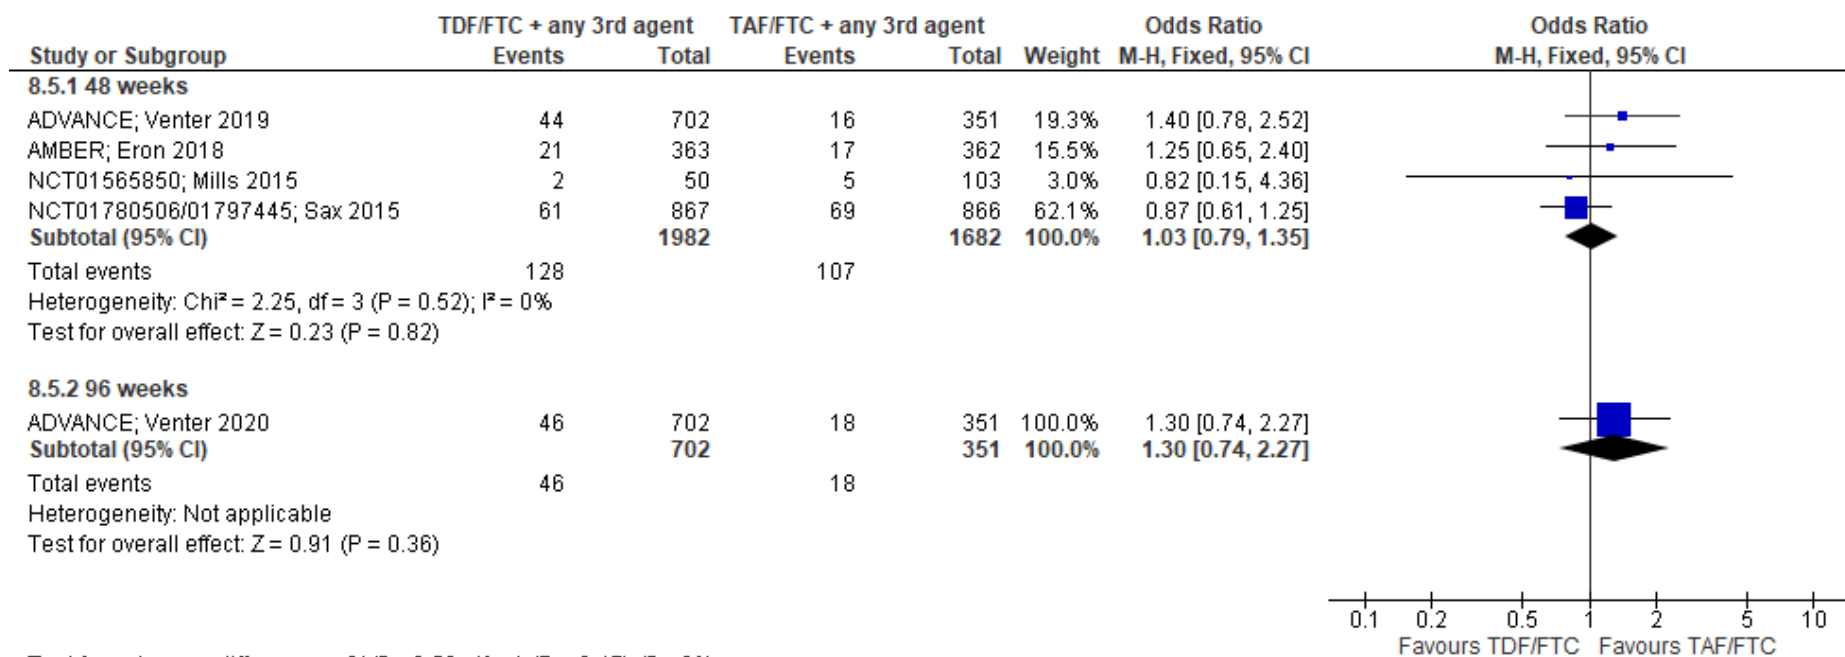 TDF/FTC + any 3rd agent TAF/FTC + any 3rd agent Odds Ratio Odds Ratio
Study or Subgroup Events Total Events Total Weight M-H, Fixed, 95% CI M-H, Fixed, 95% CI
8.5.1 48 weeks
ADVANCE; Venter 2019 44 702 16 351 19.3% 1.40 [0.78, 2.52]
AMBER; Eron 2018 21 363 17 362 15.5% 1.25 [0.65, 2.40]
NCT01565850; Mills 2015 2 50 5 103 3.0% 0.82 [0.15, 4.36]
NCT01780506/01797445; Sax 2015 61 867 69 866 62.1% 0.87 [0.61, 1.25]
Subtotal (95% CI) 1982 1682 100.0% 1.03 [0.79, 1.35]
Total events 128 107
Heterogeneity: Chi² = 2.25, df = 3 (P = 0.52); I² = 0%
Test for overall effect: Z = 0.23 (P = 0.82)
8.5.2 96 weeks
ADVANCE; Venter 2020 46 702 18 351 100.0% 1.30 [0.74, 2.27]
Subtotal (95% CI) 702 351 100.0% 1.30 [0.74, 2.27]
Total events 46 18
Heterogeneity: Not applicable
Test for overall effect: Z = 0.91 (P = 0.36)
0.1 0.2 0.5 1 2 5 10
Favours TDF/FTC Favours TAF/FTC